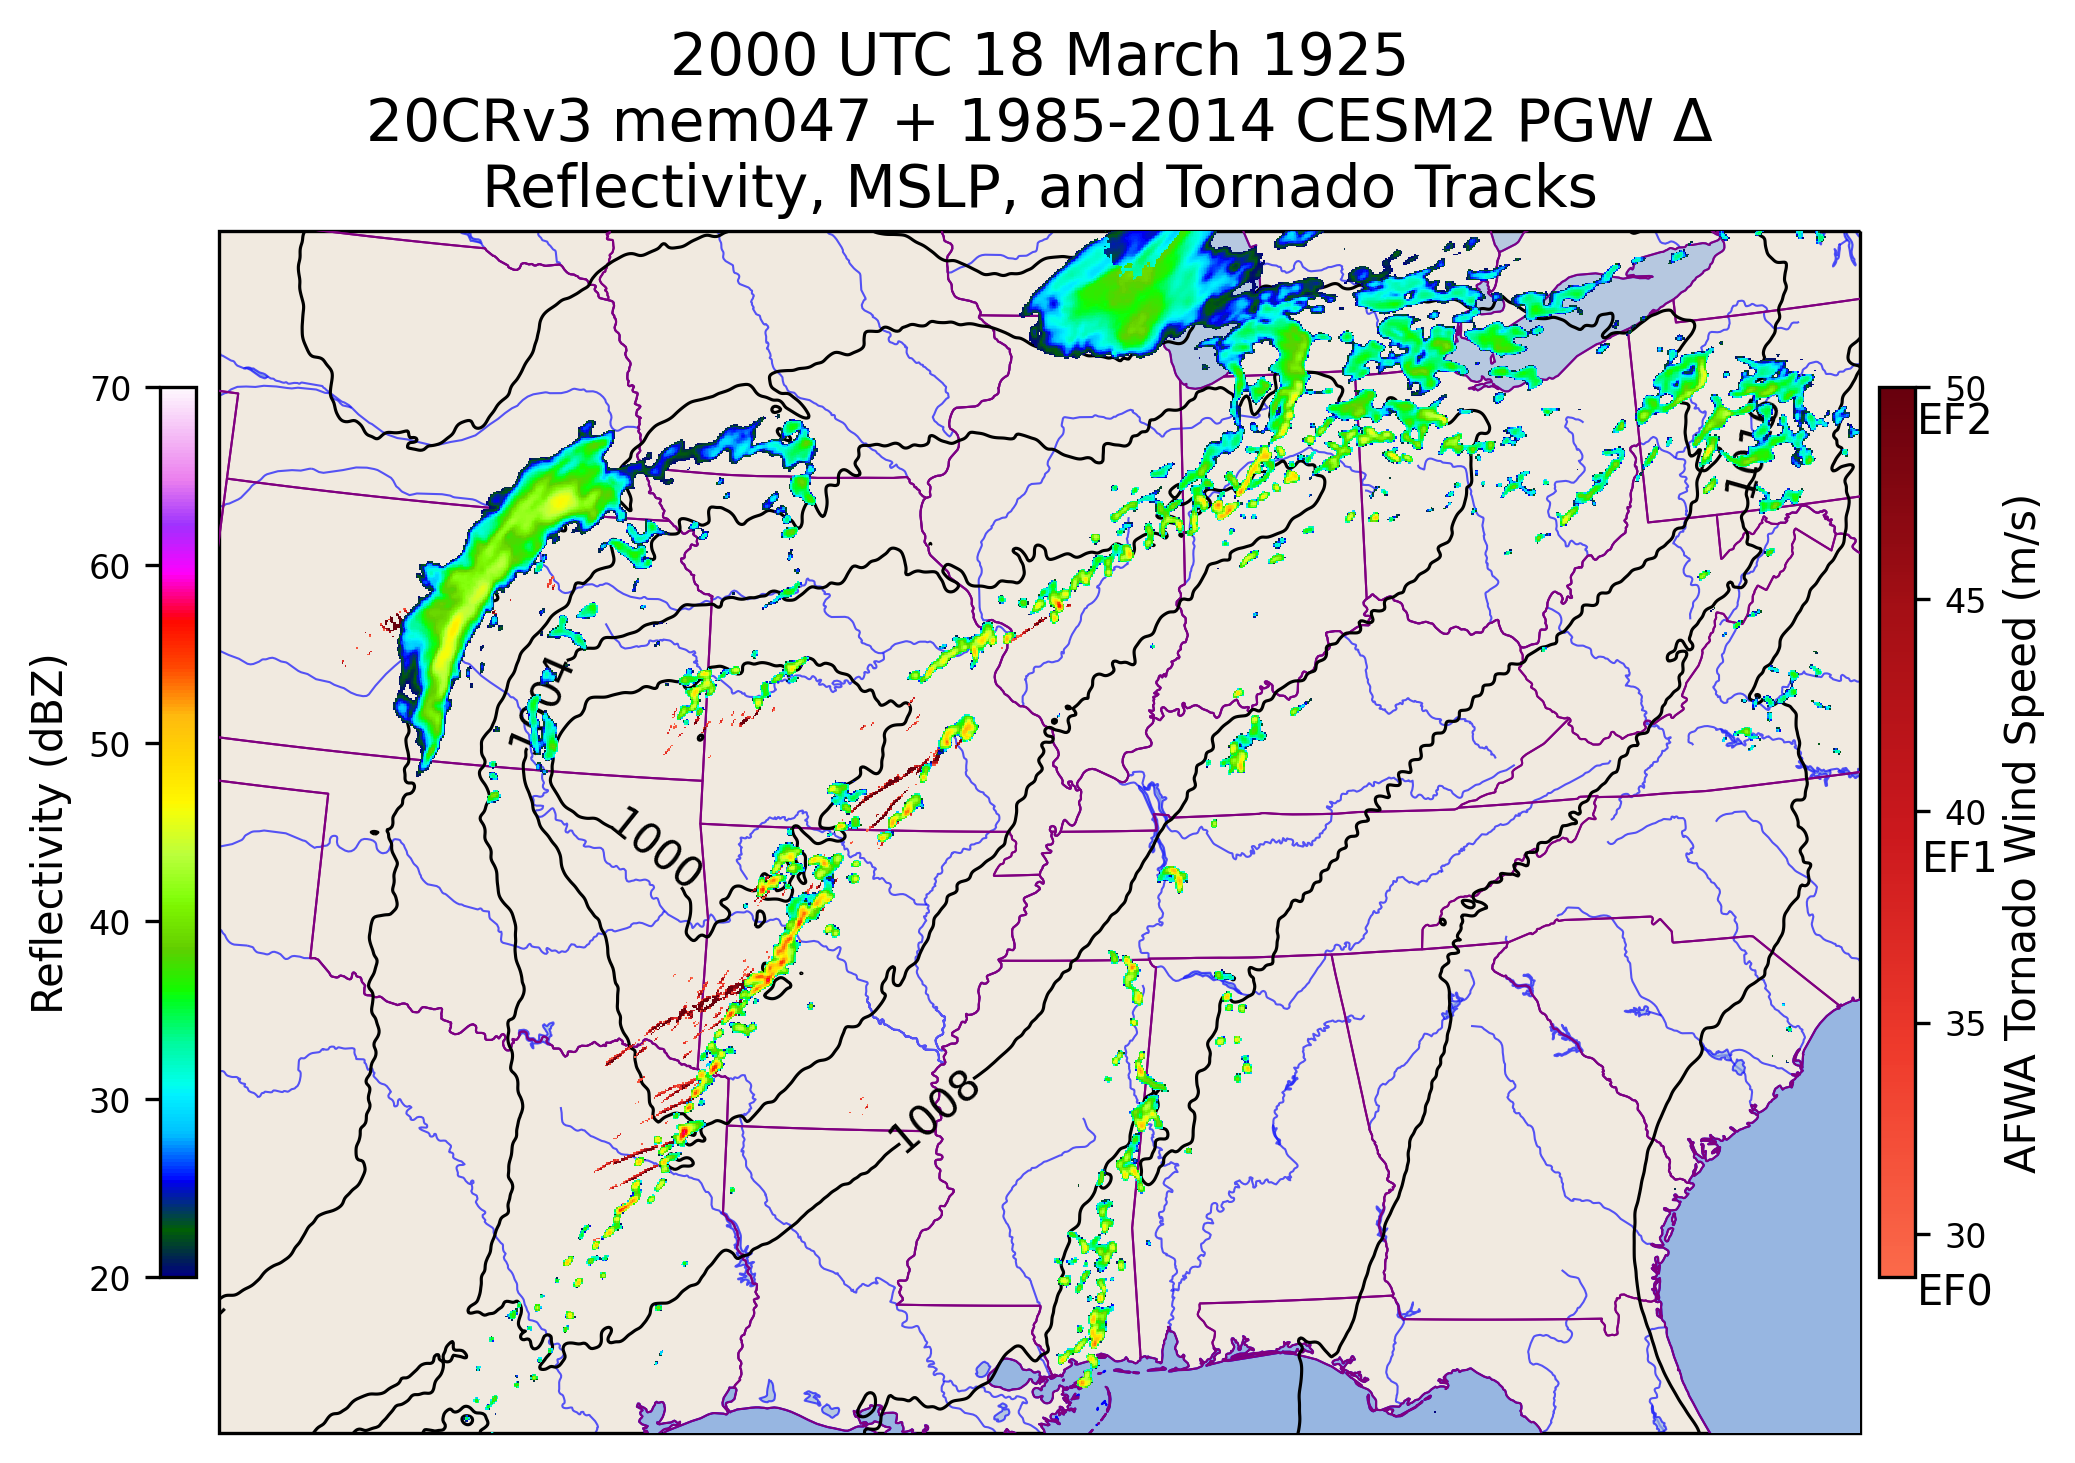 2000 UTC 18 March 1925
20CRv3 mem047 + 1985-2014 CESM2 PGW Δ
Reflectivity, MSLP, and Tornado Tracks
70
60
50
40
30
20
Reflectivity (dBZ)
1004
1000
1008
50
EF2
45
40
EF1
35
30
EF0
AFWA Tornado Wind Speed (m/s)